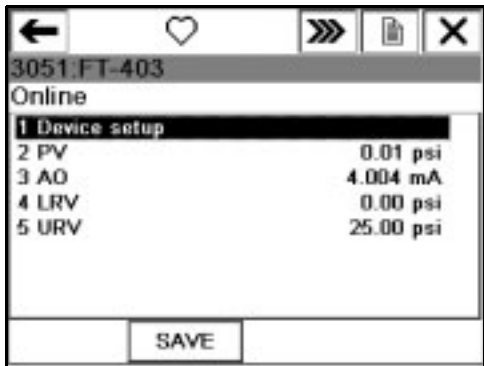 3051:FT-403
Online
1 Device setup
2 PV 0.01 psi
3 AO 4.004 mA
4 LRV 0.00 psi
5 URV 25.00 psi
SAVE